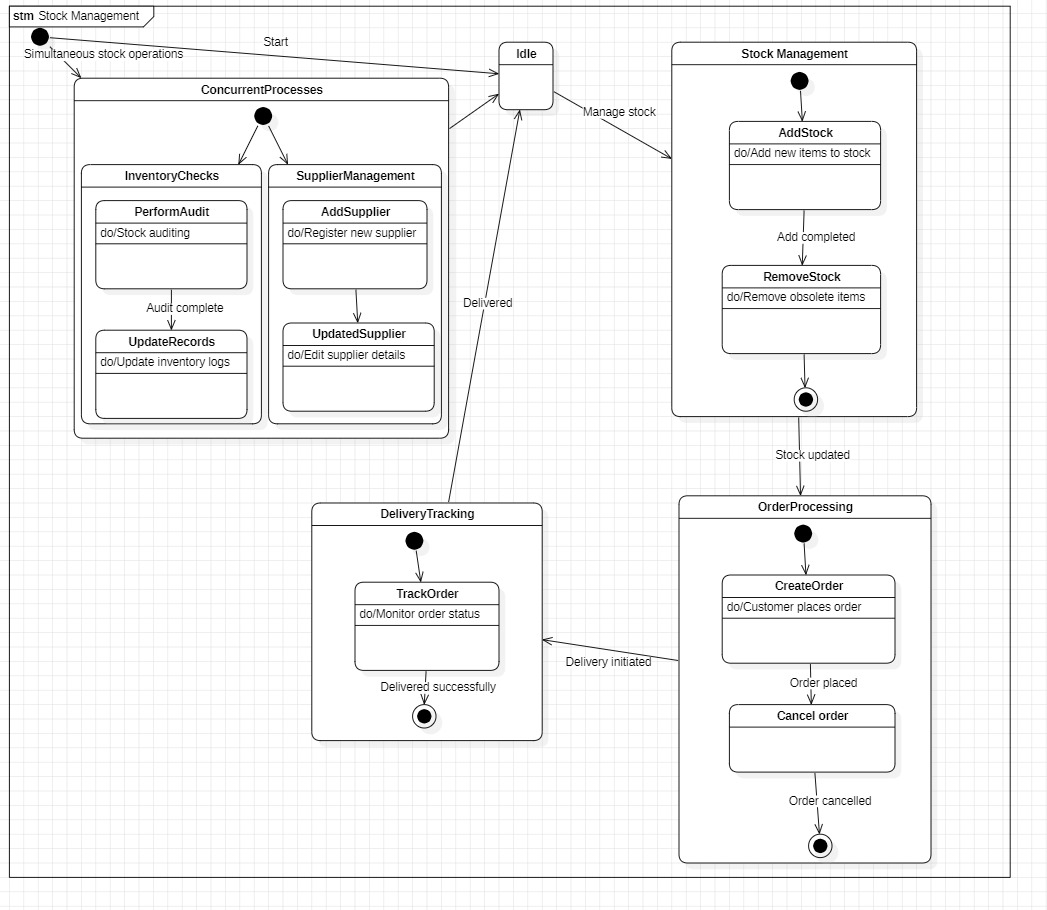 stm Stock Management
Start
Simultaneous stock operations
Idle
Stock Management
ConcurrentProcesses
Manage stock
AddStock
do/Add new items to stock
InventoryChecks
SupplierManagement
PerformAudit
do/Stock auditing
AddSupplier
do/Register new supplier
Add completed
RemoveStock
do/Remove obsolete items
Audit complete
Delivered
UpdateRecords
do/Update inventory logs
UpdatedSupplier
do/Edit supplier details
Stock updated
DeliveryTracking
OrderProcessing
TrackOrder
do/Monitor order status
CreateOrder
do/Customer places order
Delivery initiated
Delivered successfully
Order placed
Cancel order
Order cancelled